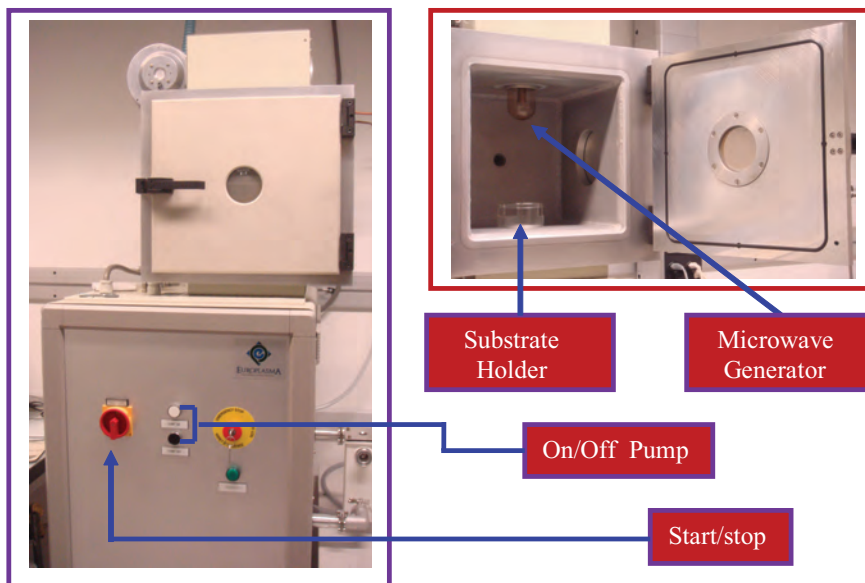 EUROPLASMA
Substrate
Holder
Microwave
Generator
On/Off Pump
Start/stop